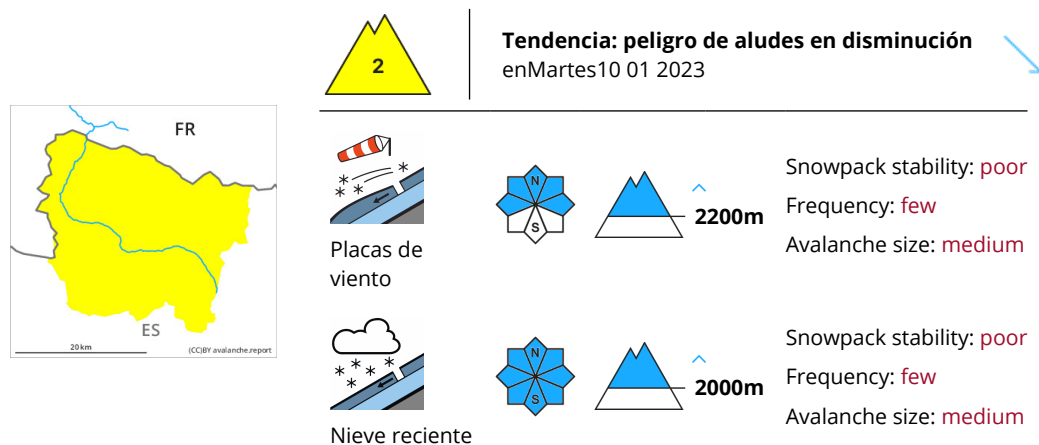 2
Tendencia: peligro de aludes en disminución
enMartes10 01 2023
FR
ES
20 km
(CC)BY avalanche.report
N
S
2200m
Snowpack stability: poor
Frequency: few
Avalanche size: medium
Placas de
viento
N
S
2000m
Snowpack stability: poor
Frequency: few
Avalanche size: medium
Nieve reciente